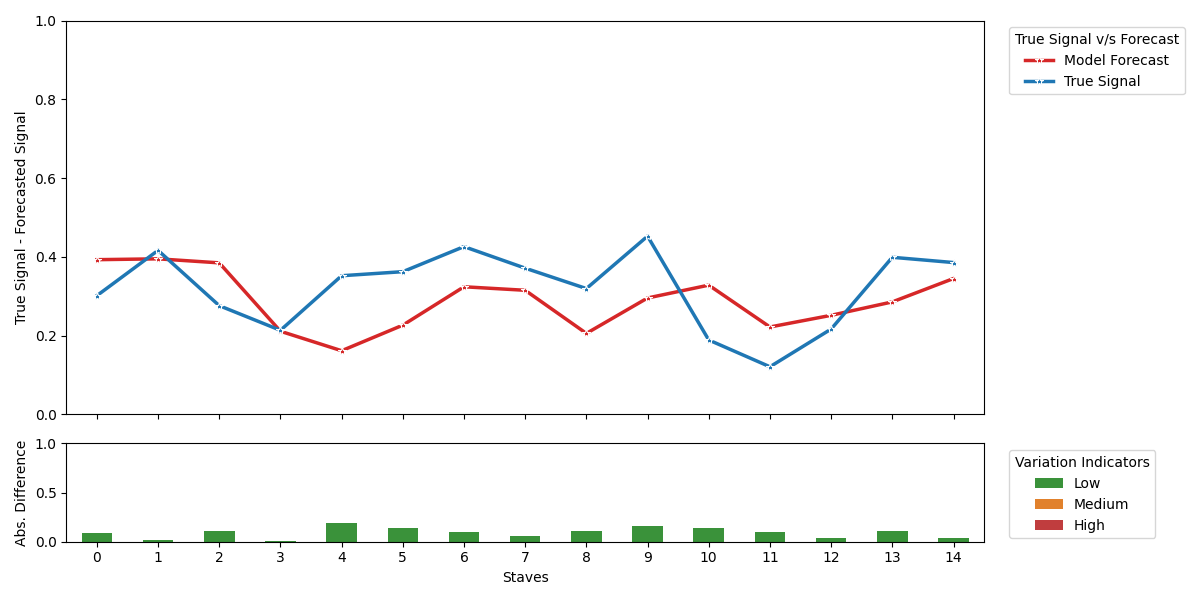 1.0
0.8
0.6
0.4
0.2
0.0
True Signal - Forecasted Signal
True Signal v/s Forecast
Model Forecast
True Signal
1.0
0.5
0.0
Abs. Difference
0 1 2 3 4 5 6 7 8 9 10 11 12 13 14
Staves
Variation Indicators
Low
Medium
High